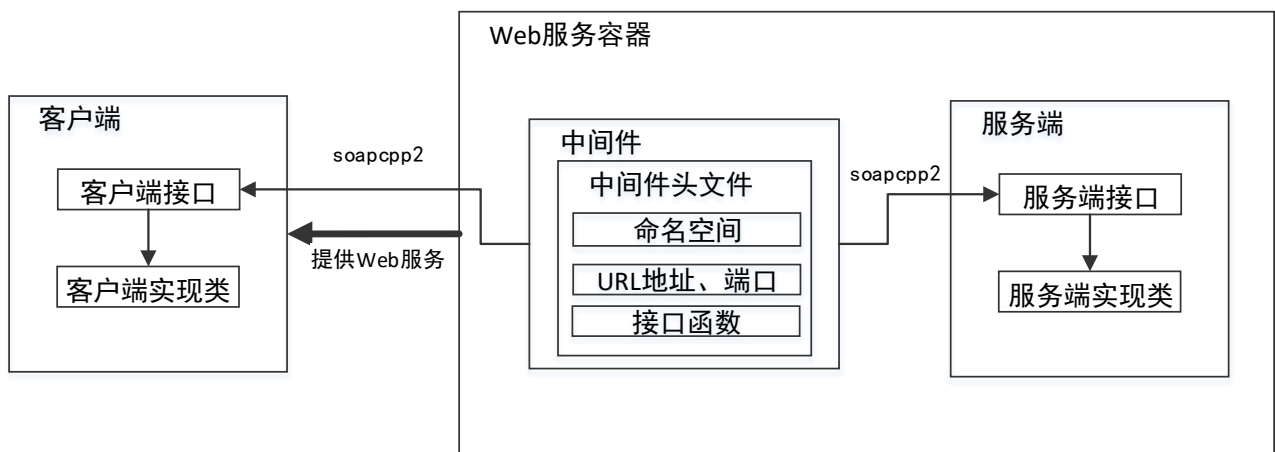 Web服务容器
客户端
soapcpp2
客户端接口
提供Web服务
客户端实现类
中间件
中间件头文件
命名空间
URL地址、端口
接口函数
服务端
soapcpp2
服务端接口
服务端实现类